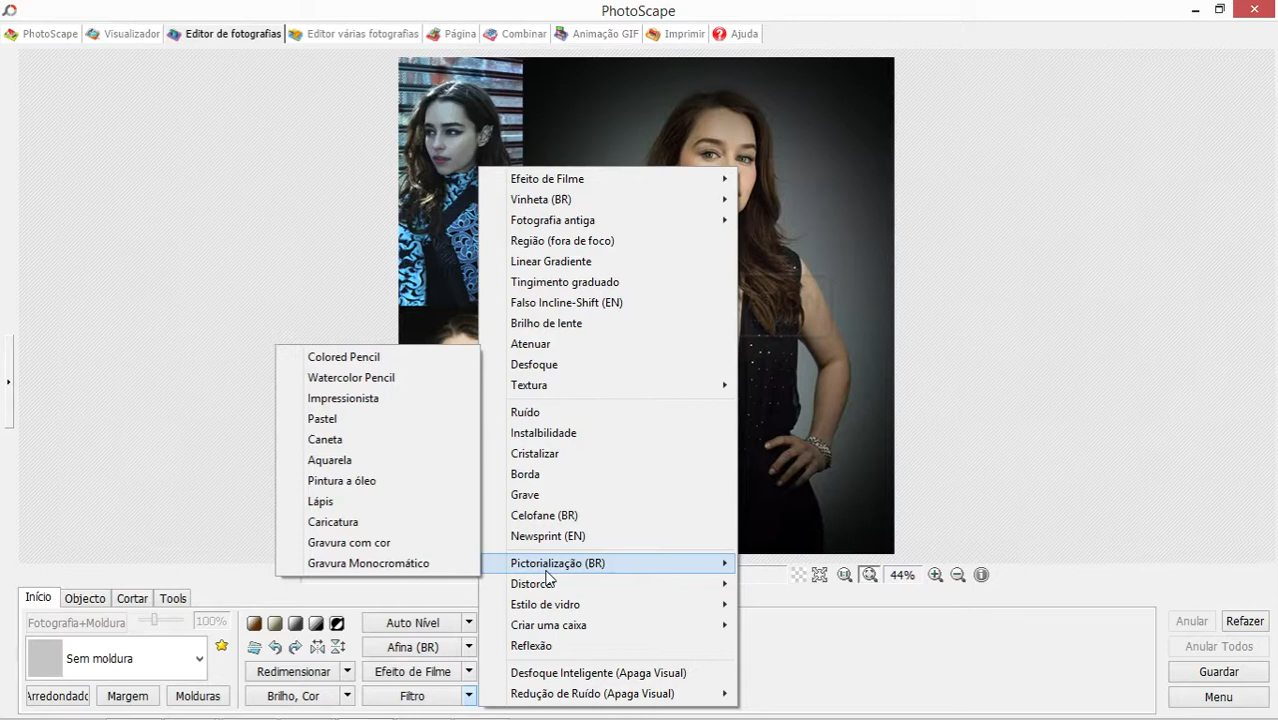 PhotoScape
PhotoScape Visualizador Editor de fotografias Editor várias fotografias Página Combinar Animação GIF Imprimir Ajuda
Efeito de Filme
Vinheta (BR)
Fotografia antiga
Região (fora de foco)
Linear Gradiente
Tingimento graduado
Falso Incline-Shift (EN)
Brilho de lente
Atenuar
Desfoque
Textura
Ruído
Instalbilidade
Cristalizar
Borda
Grave
Celofane (BR)
Newsprint (EN)
Pictorialização (BR)
Estilo de vidro
Criar uma caixa
Reflexão
Desfoque Inteligente (Apaga Visual)
Redução de Ruído (Apaga Visual)
Colored Pencil
Watercolor Pencil
Impressionista
Pastel
Caneta
Aquarela
Pintura a óleo
Lápis
Caricatura
Gravura com cor
Gravura Monocromático
44%
Início Objecto Cortar Tools
Fotografia+Moldura 100%
Sem moldura
Arredondado Margem Molduras
Redimensionar
Brilho, Cor
Auto Nível
Afina (BR)
Efeito de Filme
Filtro
Anular Refazer
Anular Todos
Guardar
Menu